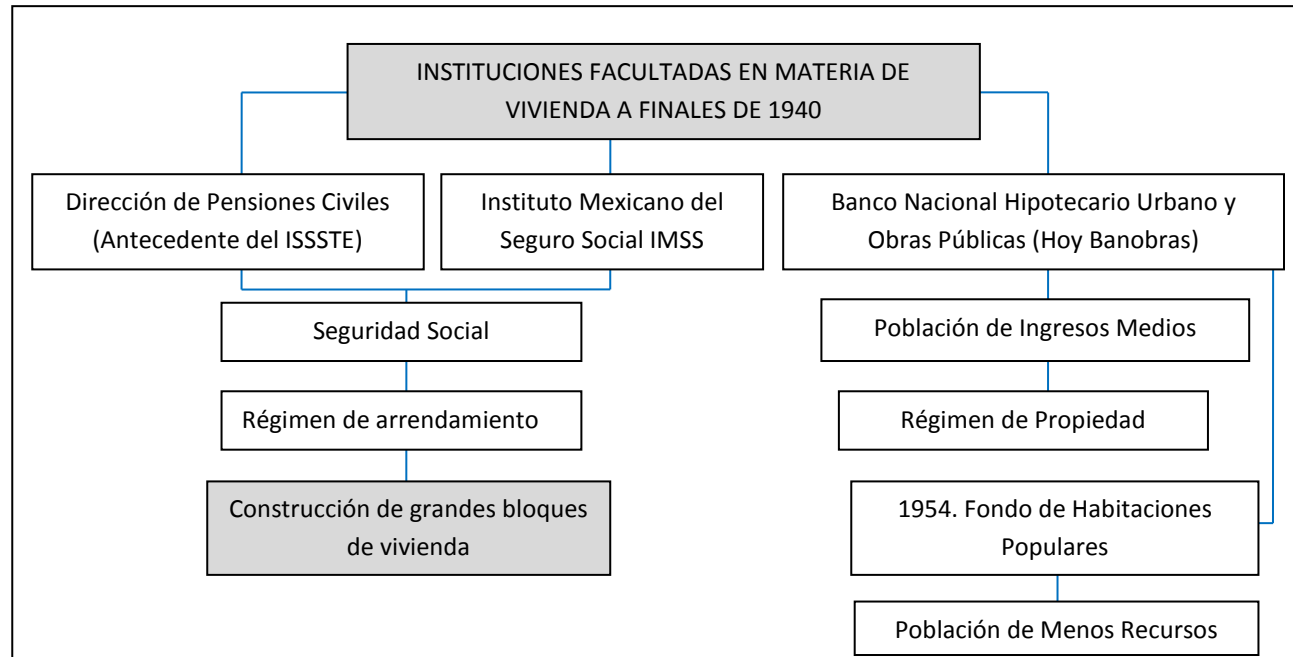 INSTITUCIONES FACULTADAS EN MATERIA DE
VIVIENDA A FINALES DE 1940
Dirección de Pensiones Civiles
(Antecedente del ISSSTE)
Instituto Mexicano del
Seguro Social IMSS
Banco Nacional Hipotecario Urbano y
Obras Públicas (Hoy Banobras)
Seguridad Social
Régimen de arrendamiento
Construcción de grandes bloques
de vivienda
Población de Ingresos Medios
Régimen de Propiedad
1954. Fondo de Habitaciones
Populares
Población de Menos Recursos